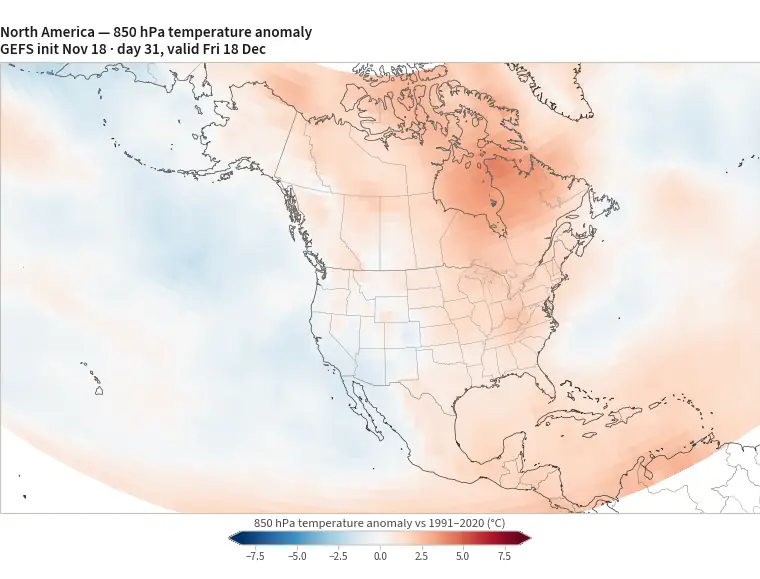 North America — 850 hPa temperature anomaly
GEFS init Nov 18 · day 31, valid Fri 18 Dec
850 hPa temperature anomaly vs 1991–2020 (°C)
−7.5 −5.0 −2.5 0.0 2.5 5.0 7.5